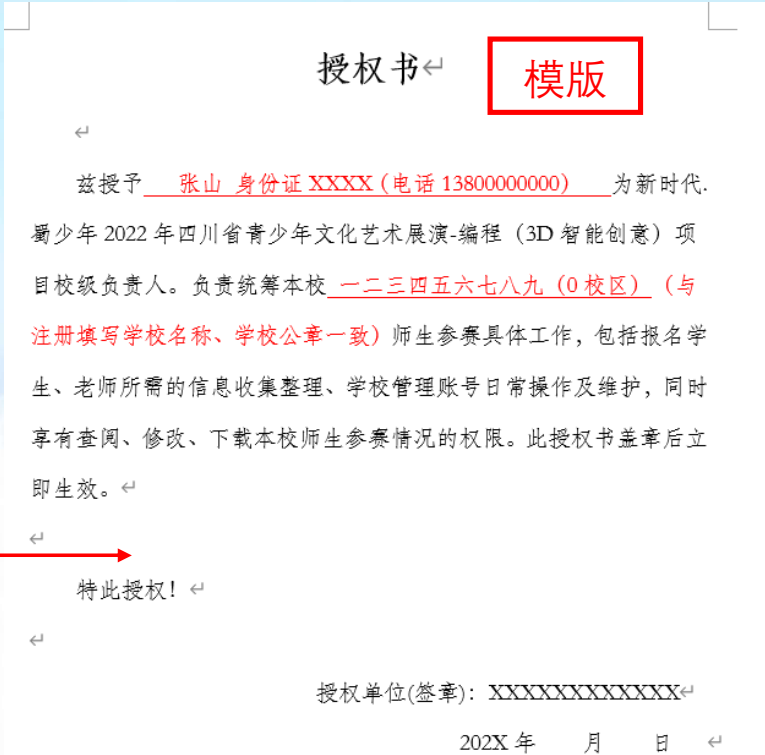 授权书
模版
兹授予 张山 身份证 XXXX（电话 13800000000） 为新时代.
蜀少年 2022 年四川省青少年文化艺术展演-编程（3D 智能创意）项
目校级负责人。负责统筹本校 一二三四五六七八九（0 校区）（与
注册填写学校名称、学校公章一致）师生参赛具体工作，包括报名学
生、老师所需的信息收集整理、学校管理账号日常操作及维护，同时
享有查阅、修改、下载本校师生参赛情况的权限。此授权书盖章后立
即生效。
特此授权！
授权单位(签章)：XXXXXXXXXXXX
202X 年 月 日